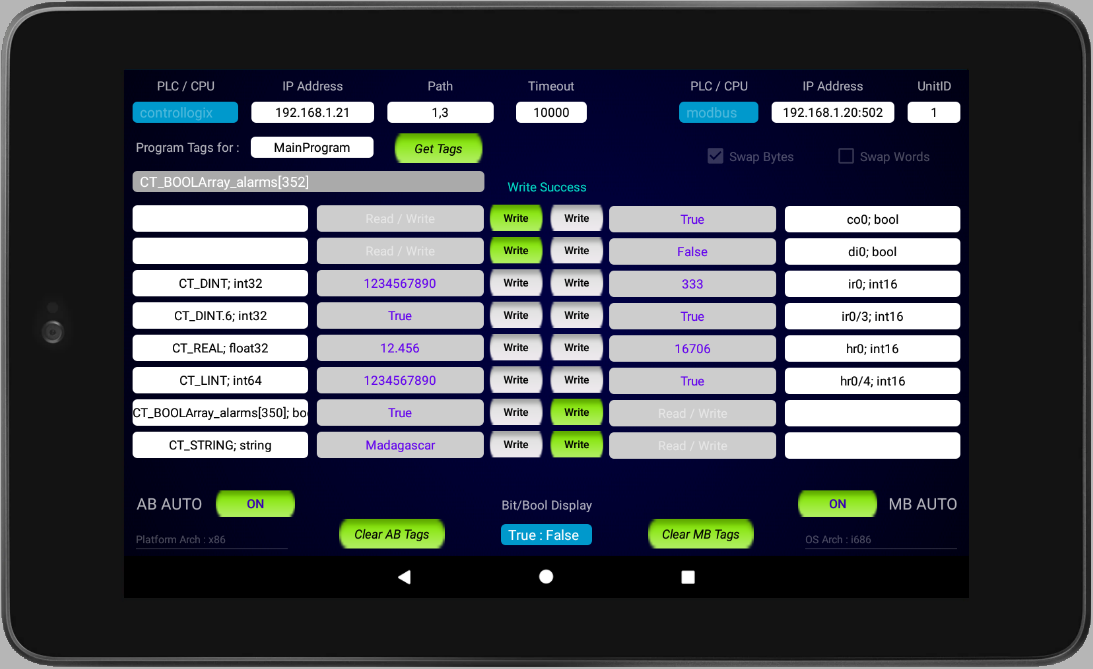 PLC / CPU IP Address Path Timeout PLC / CPU IP Address UnitID
controllogix 192.168.1.21 1,3 10000 modbus 192.168.1.20:502 1
Program Tags for : MainProgram Get Tags Swap Bytes Swap Words
CT_BOOLArray_alarms[352] Write Success
Read / Write Write Write True co0; bool
Read / Write Write Write False di0; bool
CT_DINT; int32 1234567890 Write Write 333 ir0; int16
CT_DINT.6; int32 True Write Write True ir0/3; int16
CT_REAL; float32 12.456 Write Write 16706 hr0; int16
CT_LINT; int64 1234567890 Write Write True hr0/4; int16
CT_BOOLArray_alarms[350]; boo True Write Write Read / Write
CT_STRING; string Madagascar Write Write Read / Write
AB AUTO ON Bit/Bool Display ON MB AUTO
Clear AB Tags True : False Clear MB Tags
Platform Arch : x86 OS Arch : i686